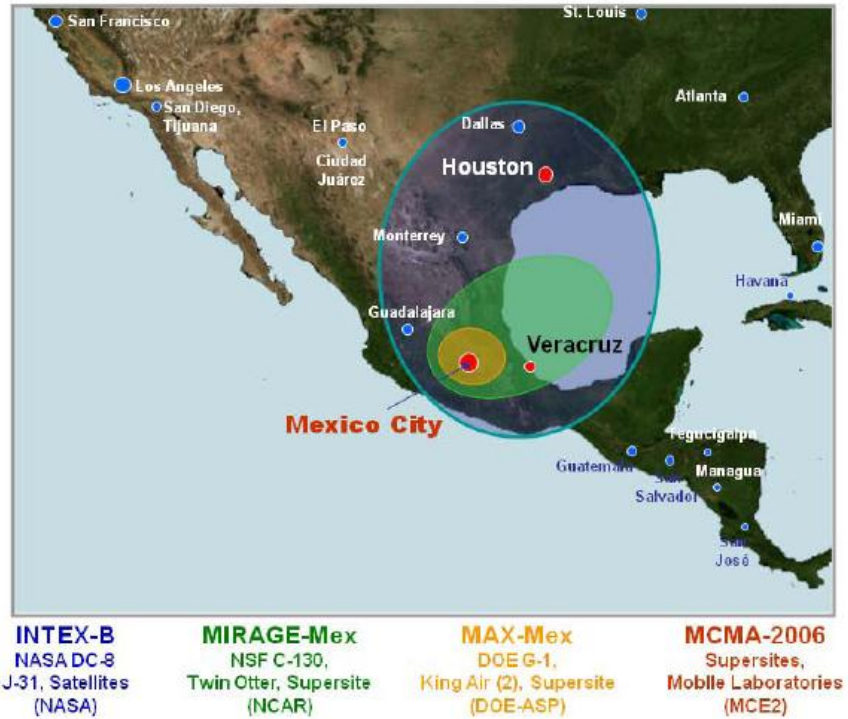 San Francisco
St. Louis
Los Angeles
San Diego,
Tijuana
El Paso
Ciudad
Juárez
Dallas
Atlanta
Houston
Monterrey
Miami
Havana
Guadalajara
Veracruz
Mexico City
Tegucigalpa
Guatemala
Managua
San
Salvador
San
José
INTEX-B
NASA DC-8
J-31, Satellites
(NASA)
MIRAGE-Mex
NSF C-130,
Twin Otter, Supersite
(NCAR)
MAX-Mex
DOE G-1,
King Air (2), Supersite
(DOE-ASP)
MCMA-2006
Supersites,
Mobile Laboratories
(MCE2)